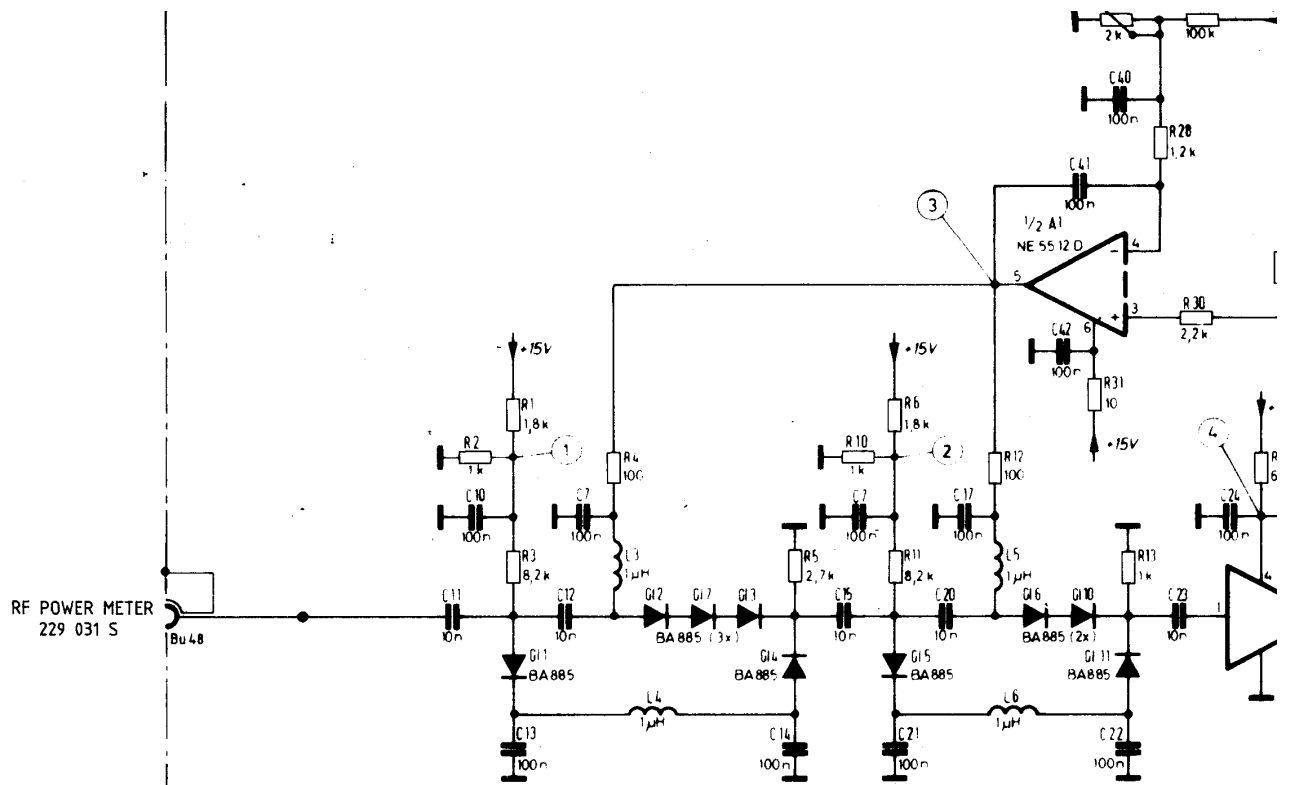 2k
100k
C40
100n
R28
1,2k
C41
100n
3
1/2 A1
NE 5512 D
4
-
5
+
3
R30
2,2k
6
C42
100n
R31
10
+15V
+15V
R1
1,8k
R2
1k
1
C10
100n
R3
8,2k
R4
100
C7
100n
L3
1µH
+15V
R6
1,8k
R10
1k
2
C7
100n
R11
8,2k
R12
100
C17
100n
L5
1µH
R5
2,7k
R13
1k
4
C24
100n
+
R
6
RF POWER METER
229 031 S
Bu 48
C11
10n
C12
10n
Gl2
Gl7
Gl3
BA885 (3x)
C15
10n
C20
10n
Gl6
Gl10
BA885 (2x)
C23
10n
1
4
Gl1
BA885
Gl4
BA885
Gl5
BA885
Gl11
BA885
L4
1µH
L6
1µH
C13
100n
C14
100n
C21
100n
C22
100n